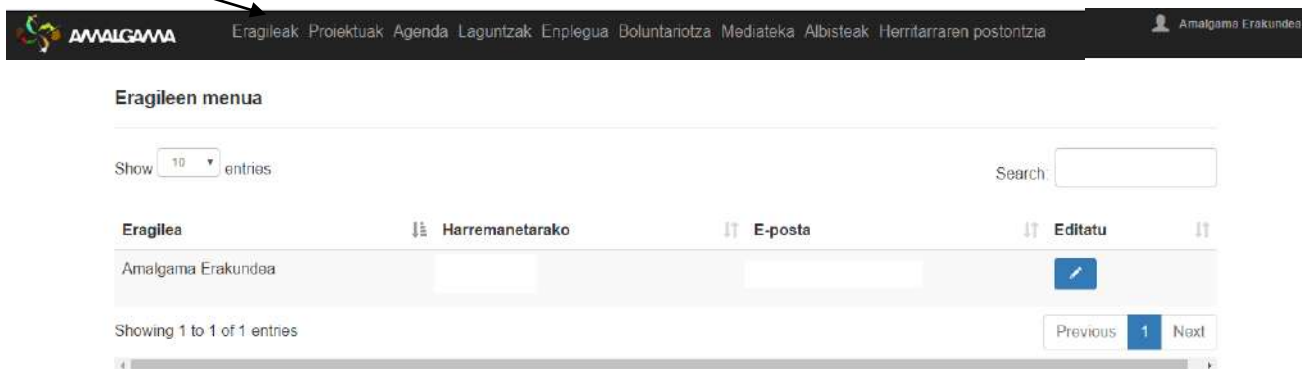 AMALGAMA Eragileak Proiektuak Agenda Laguntzak Enplegua Boluntariotza Mediateka Albisteak Herritarraren postontzia Amalgama Erakundea
Eragileen menua
Show 10 entries Search:
Eragilea Harremanetarako E-posta Editatu
Amalgama Erakundea
Showing 1 to 1 of 1 entries Previous 1 Next